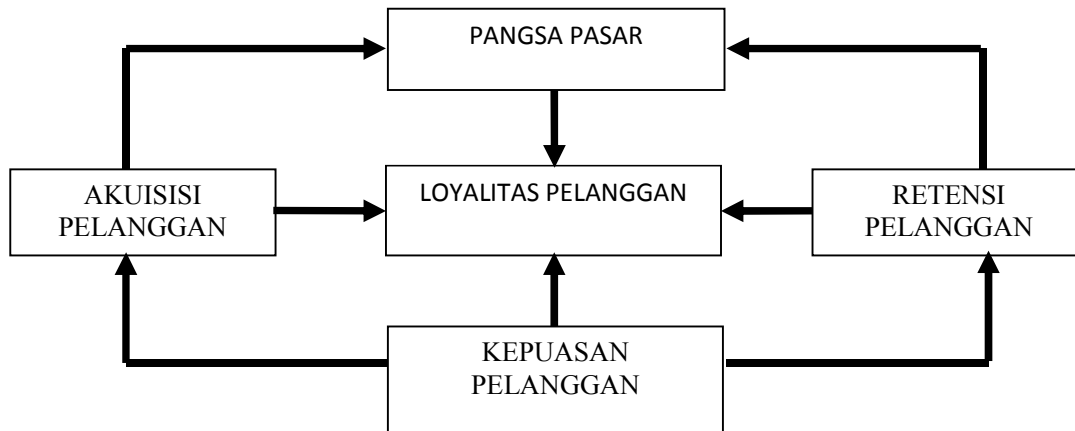 PANGSA PASAR
AKUISISI
PELANGGAN
LOYALITAS PELANGGAN
RETENSI
PELANGGAN
KEPUASAN
PELANGGAN